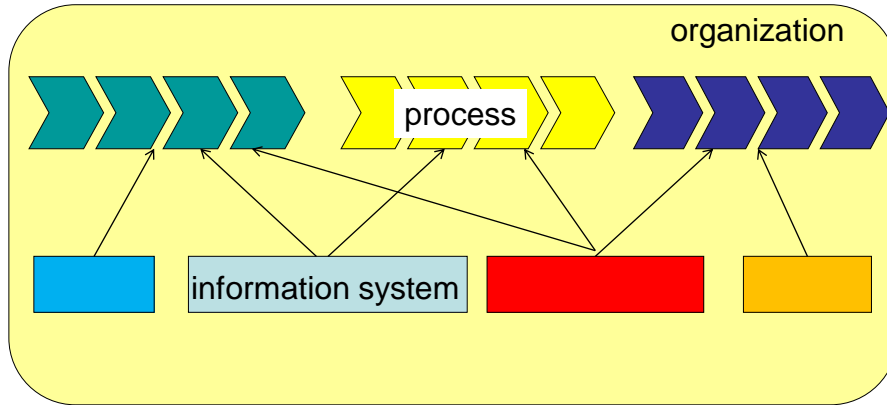 organization
process
information system